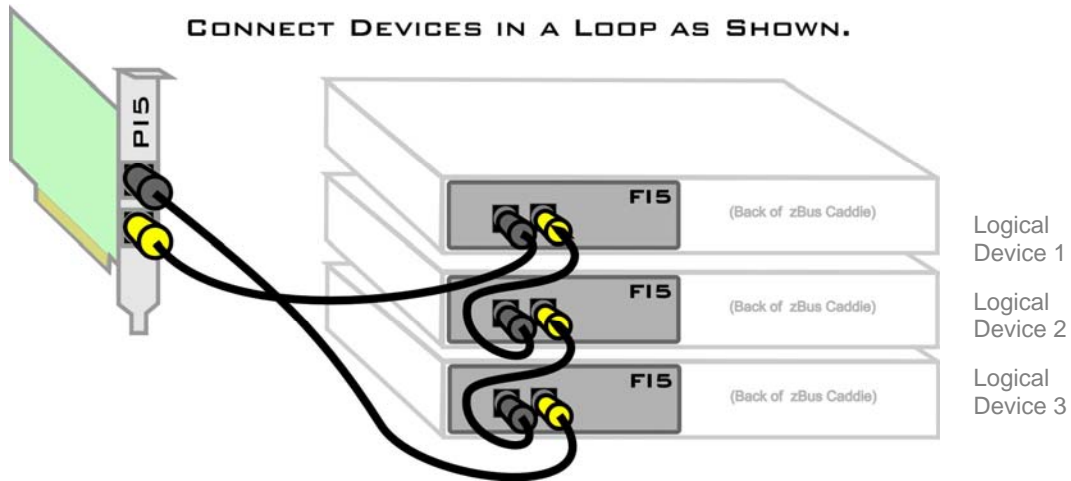 CONNECT DEVICES IN A LOOP AS SHOWN.
PI5
FI5
(Back of zBus Caddie)
Logical
Device 1
FI5
(Back of zBus Caddie)
Logical
Device 2
FI5
(Back of zBus Caddie)
Logical
Device 3